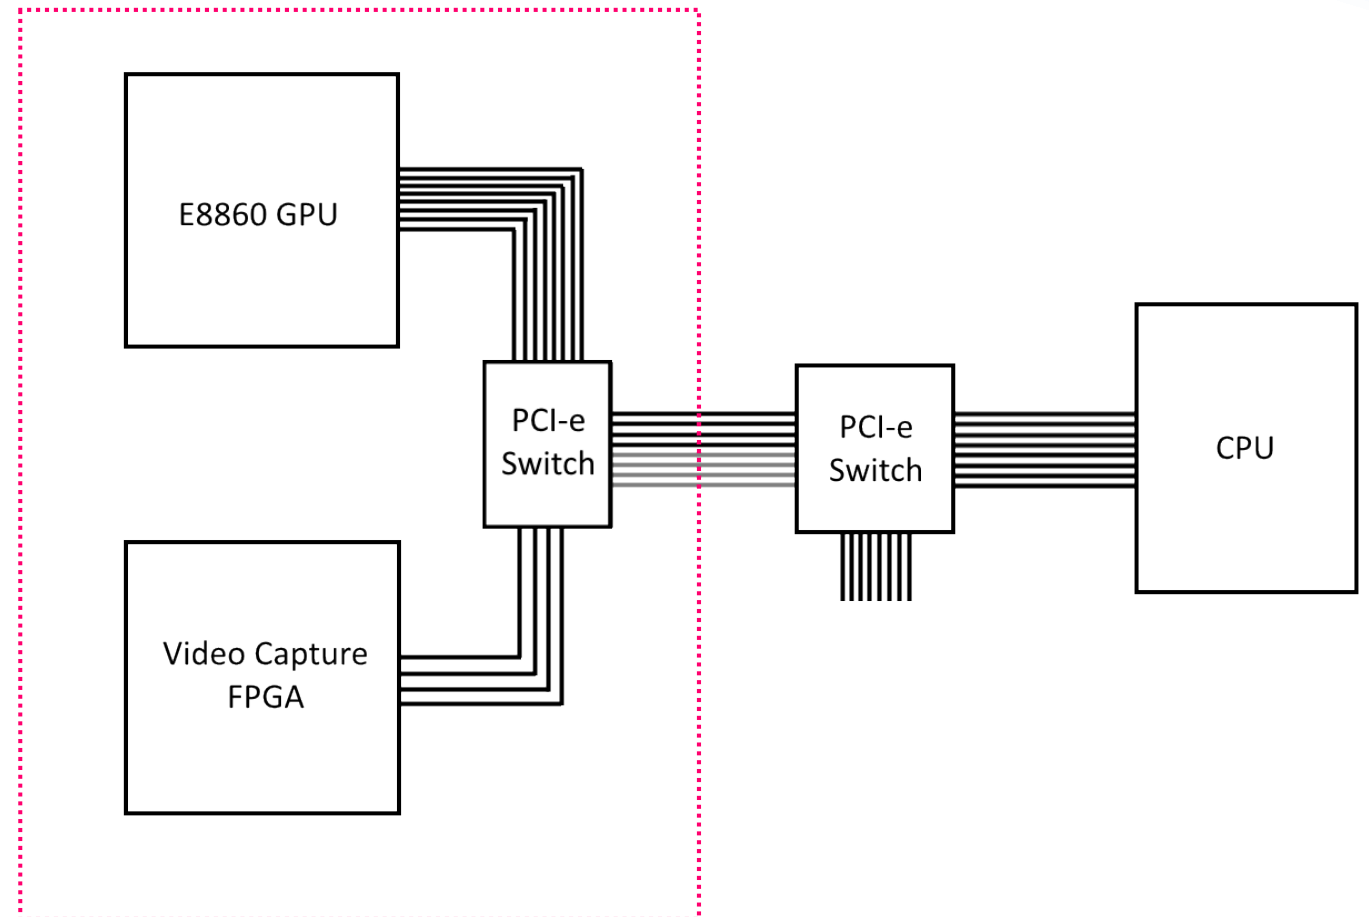 E8860 GPU
PCI-e
Switch
PCI-e
Switch
CPU
Video Capture
FPGA